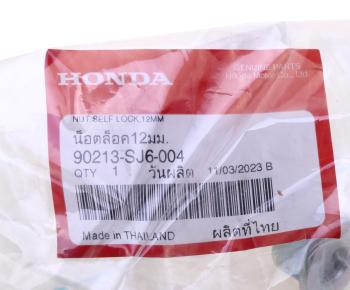 HONDA
GENUINE PARTS
Honda Motor Co., Ltd.
NUT,SELF LOCK,12MM
น๊อตล็อค12มม.
90213-SJ6-004
QTY 1 วันผลิต 11/03/2023 B
Made in THAILAND ผลิตที่ไทย